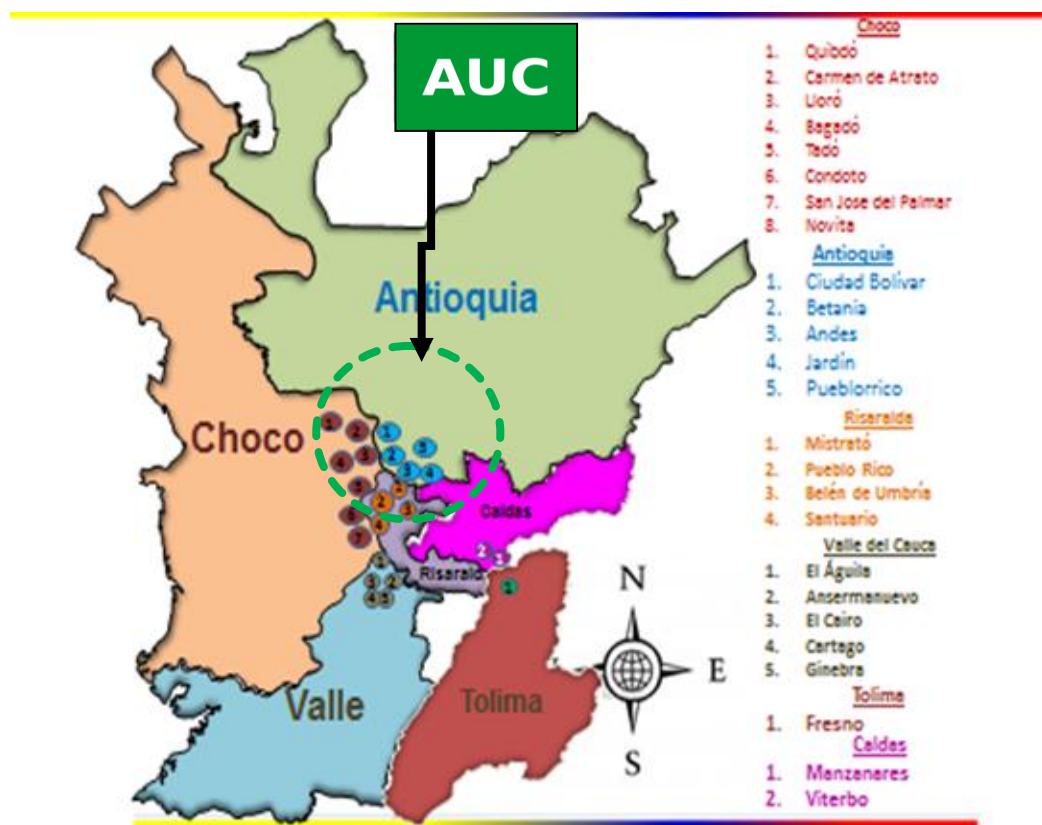 AUC
Antioquia
Choco
Caldas
Risarald
Valle
Tolima
N
E
S
Choco
1. Quibdó
2. Carmen de Atrato
3. Lloró
4. Bagadó
5. Tadó
6. Condoto
7. San Jose del Palmar
8. Novita
Antioquia
1. Ciudad Bolívar
2. Betania
3. Andes
4. Jardín
5. Pueblorrico
Risaralda
1. Mistrató
2. Pueblo Rico
3. Belén de Umbría
4. Santuario
Valle del Cauca
1. El Águila
2. Ansermanuevo
3. El Cairo
4. Cartago
5. Ginebra
Tolima
1. Fresno
Caldas
1. Manzanares
2. Viterbo